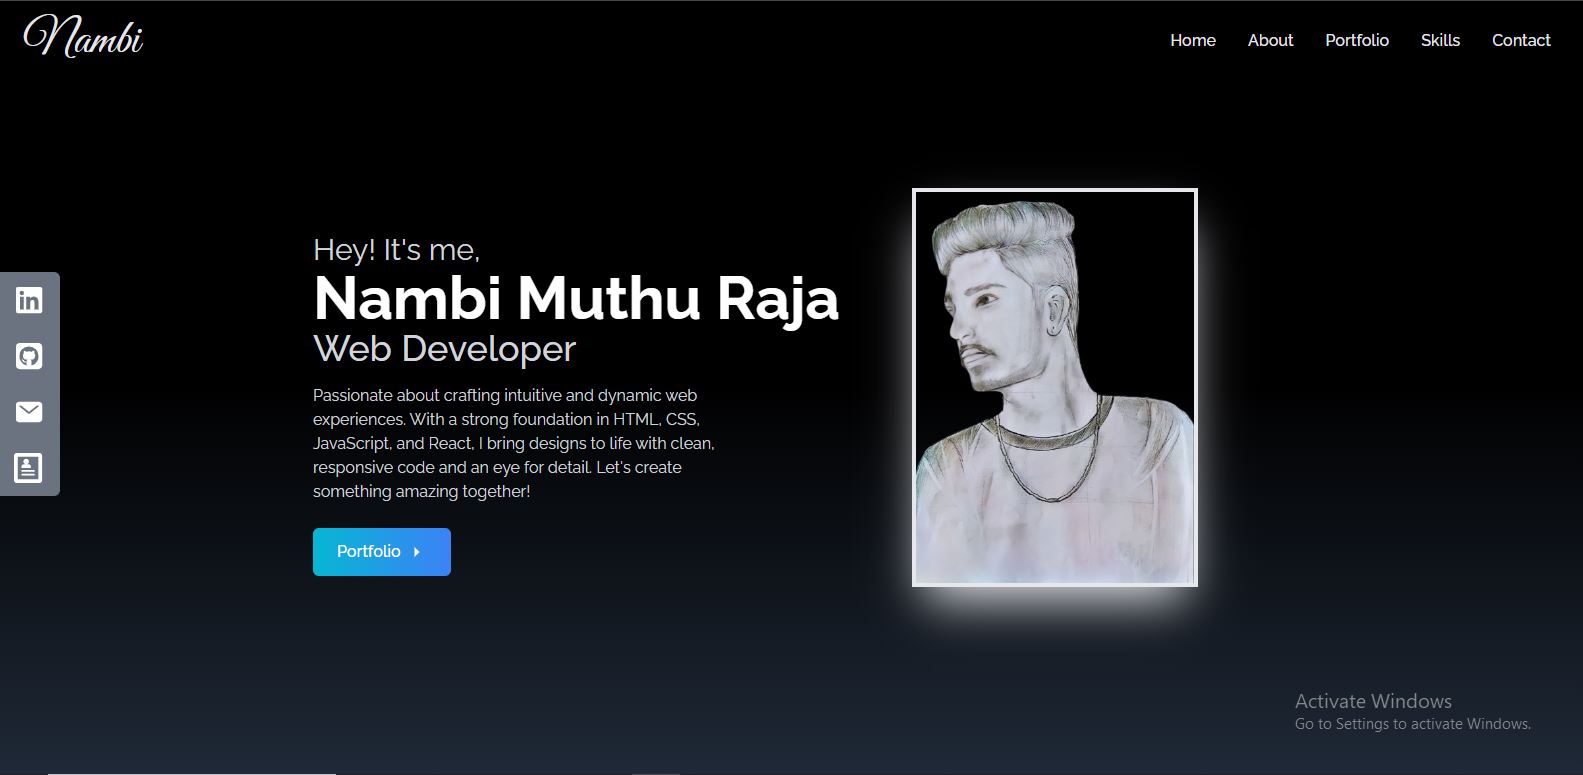 Nambi
Home About Portfolio Skills Contact
Hey! It's me,
Nambi Muthu Raja
Web Developer
Passionate about crafting intuitive and dynamic web
experiences. With a strong foundation in HTML, CSS,
JavaScript, and React, I bring designs to life with clean,
responsive code and an eye for detail. Let's create
something amazing together!
Portfolio
in
Activate Windows
Go to Settings to activate Windows.